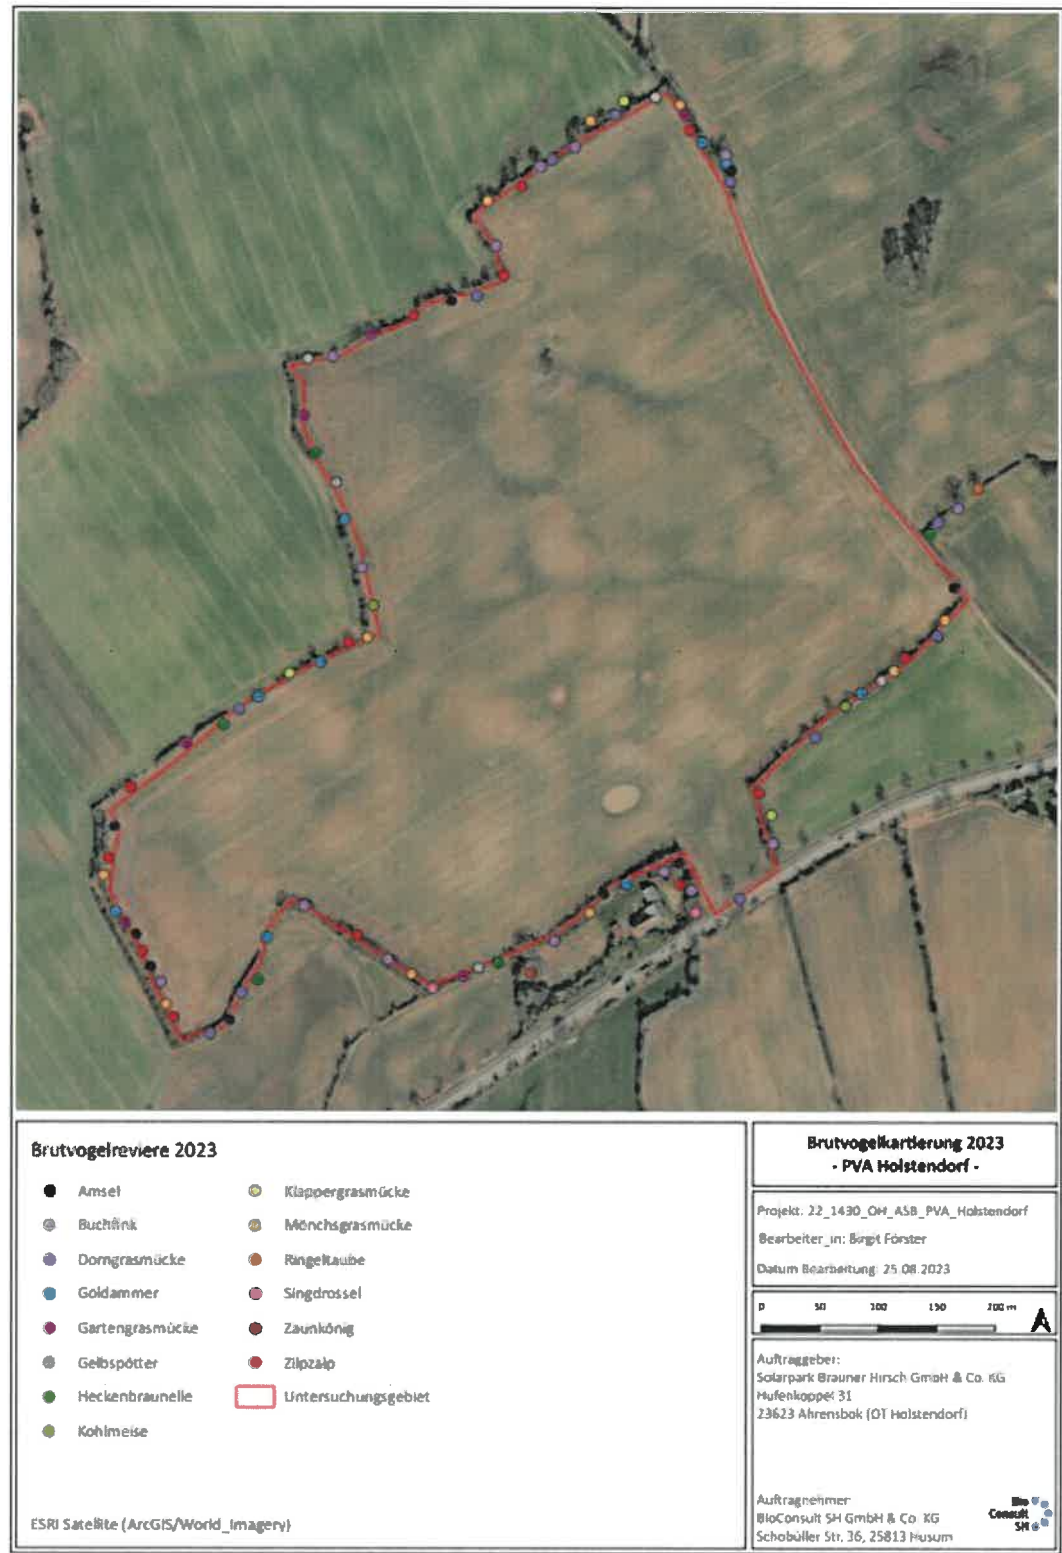 Brutvogelreviere 2023
Amsel
Buchfink
Dorngrasmücke
Goldammer
Gartengrasmücke
Gelbspötter
Heckenbraunelle
Kohlmeise
Klappergrasmücke
Mönchsgrasmücke
Ringeltaube
Singdrossel
Zaunkönig
Zilpzalp
Untersuchungsgebiet
ESRI Satellite (ArcGIS/World_Imagery)
Brutvogelkartierung 2023
- PVA Holstendorf -
Projekt: 22_1430_OH_ASB_PVA_Holstendorf
Bearbeiter_in: Birgit Förster
Datum Bearbeitung: 25.08.2023
0 50 100 150 200 m
Auftraggeber:
Solarpark Brauner Hirsch GmbH & Co. KG
Hufenkoppel 31
23623 Ahrensbok (OT Holstendorf)
Auftragnehmer:
BioConsult SH GmbH & Co. KG
Schobüller Str. 36, 25813 Husum
Bio
Consult
SH